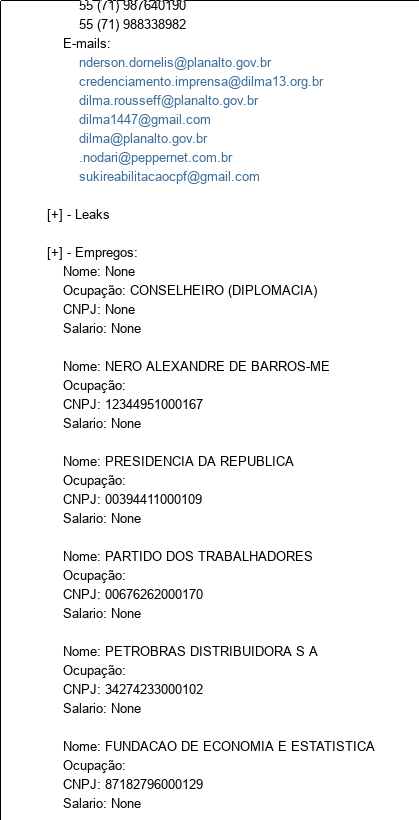 55 (71) 987640190
55 (71) 988338982
E-mails:
nderson.dornelis@planalto.gov.br
credenciamento.imprensa@dilma13.org.br
dilma.rousseff@planalto.gov.br
dilma1447@gmail.com
dilma@planalto.gov.br
.nodari@peppernet.com.br
sukireabilitacaocpf@gmail.com
[+] - Leaks
[+] - Empregos:
Nome: None
Ocupação: CONSELHEIRO (DIPLOMACIA)
CNPJ: None
Salario: None
Nome: NERO ALEXANDRE DE BARROS-ME
Ocupação:
CNPJ: 12344951000167
Salario: None
Nome: PRESIDENCIA DA REPUBLICA
Ocupação:
CNPJ: 00394411000109
Salario: None
Nome: PARTIDO DOS TRABALHADORES
Ocupação:
CNPJ: 00676262000170
Salario: None
Nome: PETROBRAS DISTRIBUIDORA S A
Ocupação:
CNPJ: 34274233000102
Salario: None
Nome: FUNDACAO DE ECONOMIA E ESTATISTICA
Ocupação:
CNPJ: 87182796000129
Salario: None